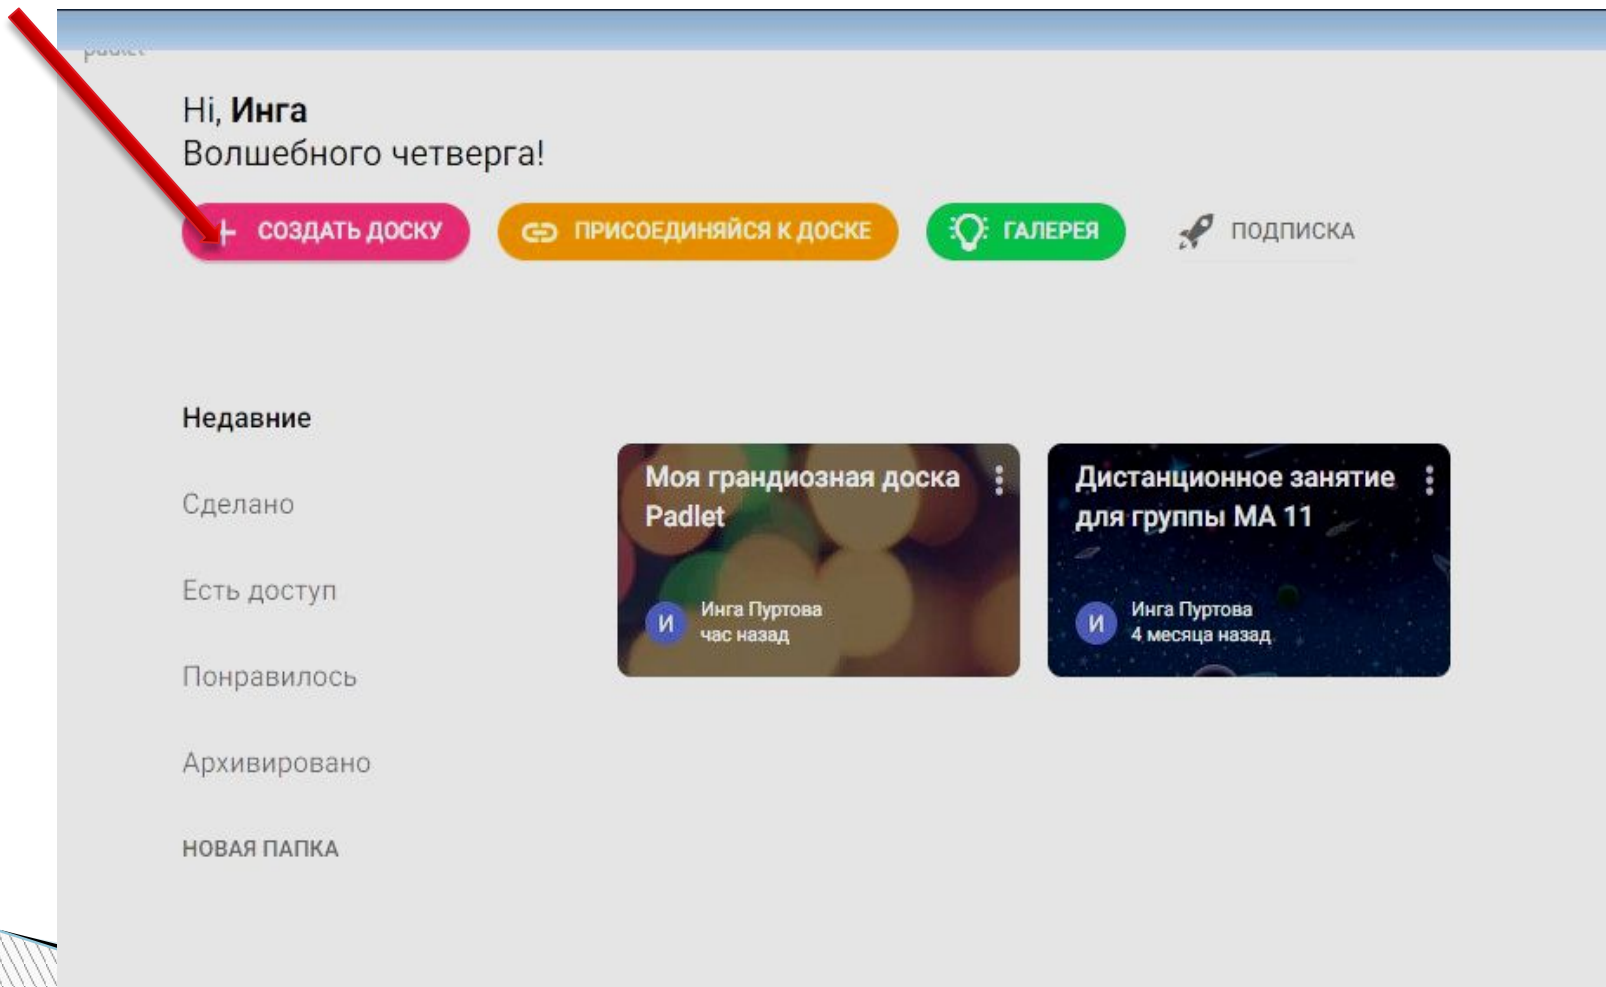 padlet
Hi, Инга
Волшебного четверга!
+ СОЗДАТЬ ДОСКУ
ПРИСОЕДИНЯЙСЯ К ДОСКЕ
ГАЛЕРЕЯ
ПОДПИСКА
Недавние
Сделано
Есть доступ
Понравилось
Архивировано
НОВАЯ ПАПКА
Моя грандиозная доска
Padlet
И
Инга Пуртова
час назад
Дистанционное занятие
для группы МА 11
И
Инга Пуртова
4 месяца назад